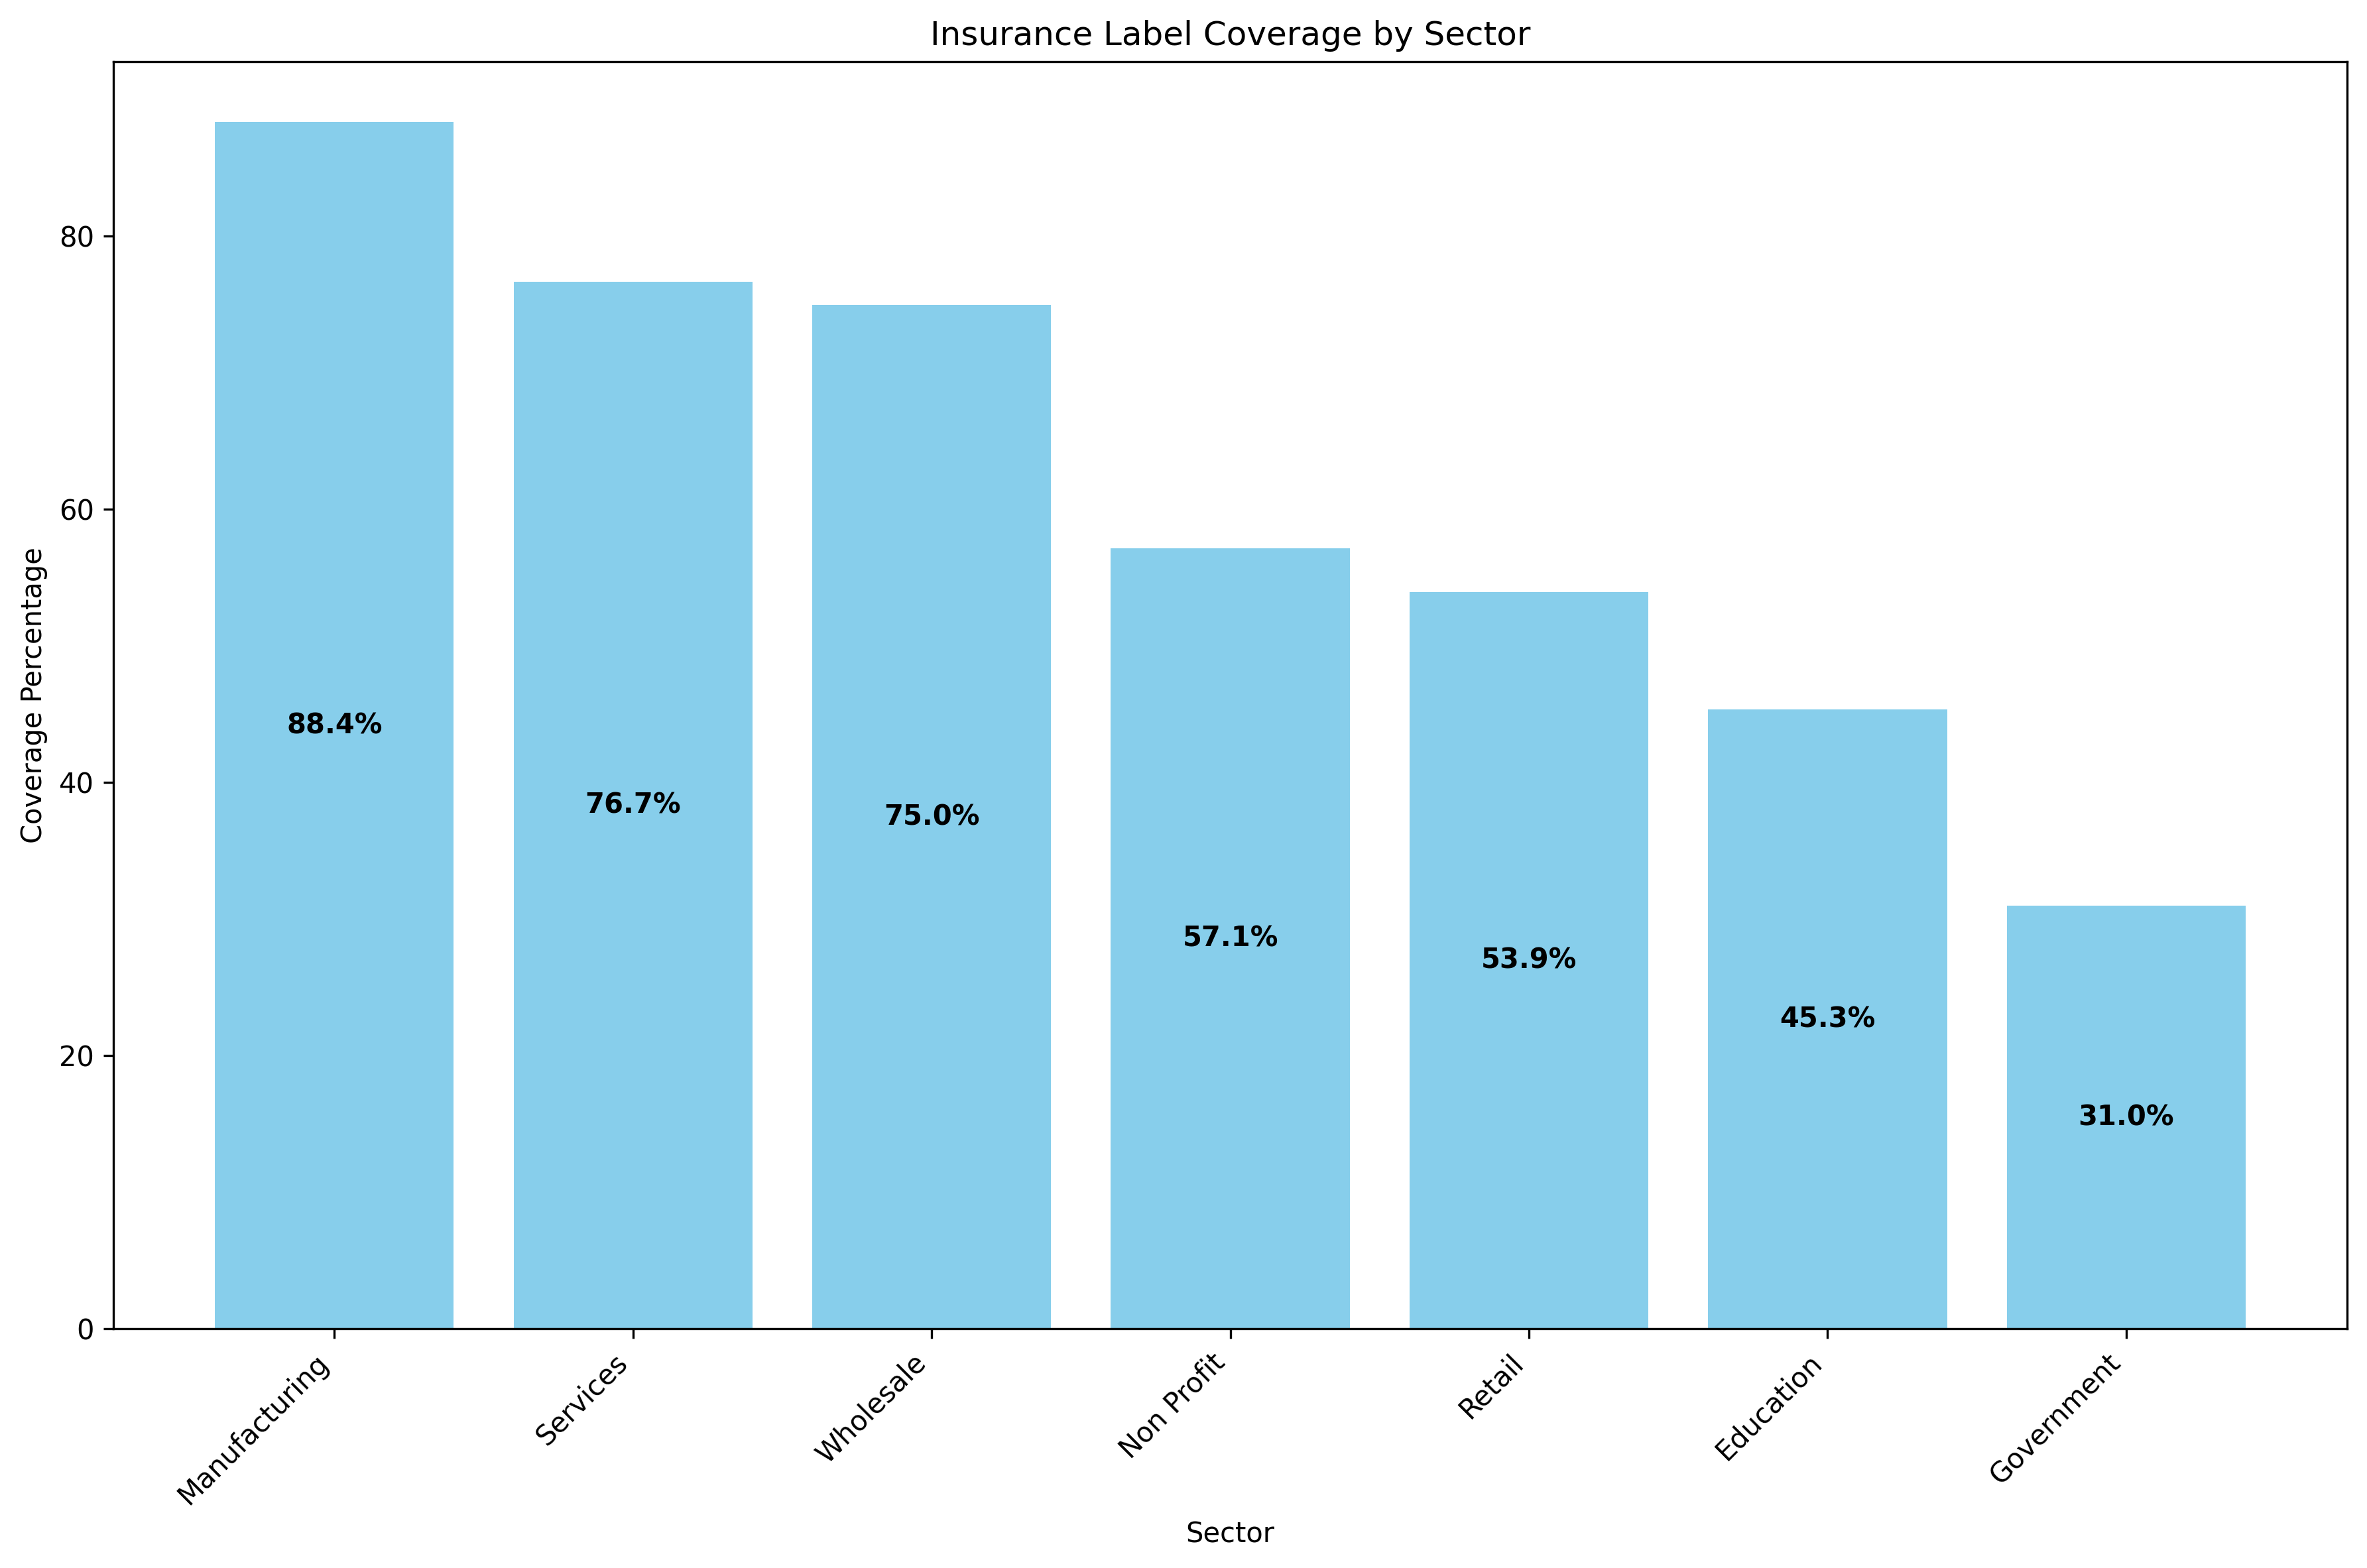 Insurance Label Coverage by Sector
Coverage Percentage
80
60
40
20
0
88.4%
76.7%
75.0%
57.1%
53.9%
45.3%
31.0%
Manufacturing
Services
Wholesale
Non Profit
Retail
Education
Government
Sector